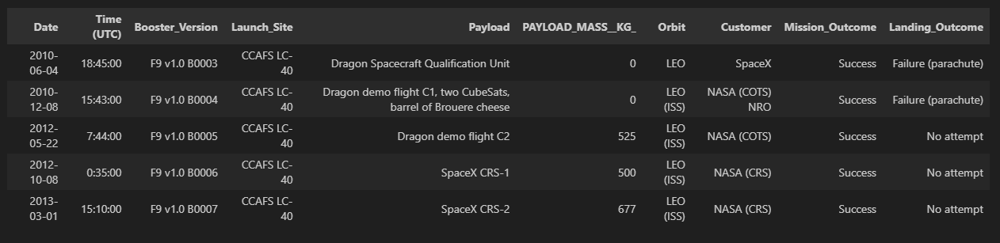 Date Time (UTC) Booster_Version Launch_Site Payload PAYLOAD_MASS__KG_ Orbit Customer Mission_Outcome Landing_Outcome
2010-06-04 18:45:00 F9 v1.0 B0003 CCAFS LC-40 Dragon Spacecraft Qualification Unit 0 LEO SpaceX Success Failure (parachute)
2010-12-08 15:43:00 F9 v1.0 B0004 CCAFS LC-40 Dragon demo flight C1, two CubeSats, barrel of Brouere cheese 0 LEO (ISS) NASA (COTS) NRO Success Failure (parachute)
2012-05-22 7:44:00 F9 v1.0 B0005 CCAFS LC-40 Dragon demo flight C2 525 LEO (ISS) NASA (COTS) Success No attempt
2012-10-08 0:35:00 F9 v1.0 B0006 CCAFS LC-40 SpaceX CRS-1 500 LEO (ISS) NASA (CRS) Success No attempt
2013-03-01 15:10:00 F9 v1.0 B0007 CCAFS LC-40 SpaceX CRS-2 677 LEO (ISS) NASA (CRS) Success No attempt